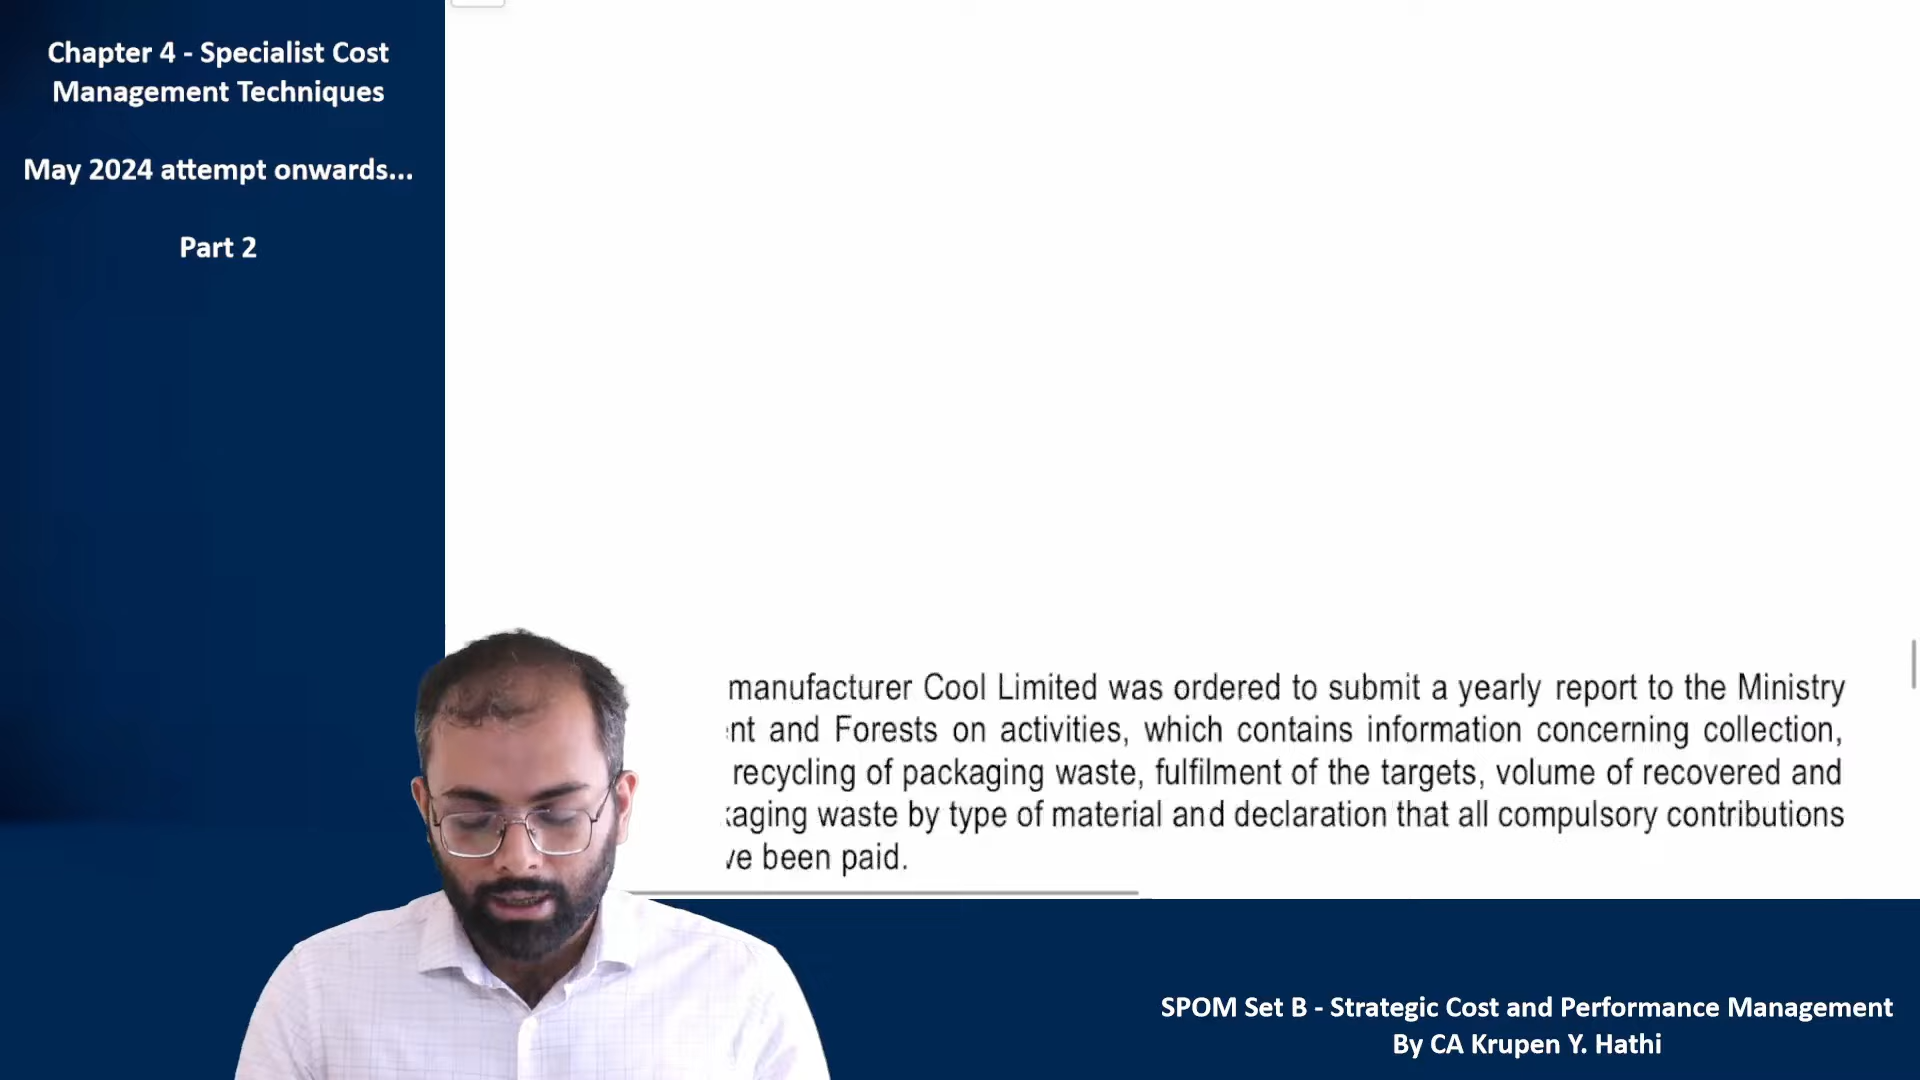 Chapter 4 - Specialist Cost
Management Techniques
May 2024 attempt onwards...
Part 2
manufacturer Cool Limited was ordered to submit a yearly report to the Ministry
and Forests on activities, which contains information concerning collection,
recycling of packaging waste, fulfilment of the targets, volume of recovered and
waste by type of material and declaration that all compulsory contributions
been paid.
SPOM Set B - Strategic Cost and Performance Management
By CA Krupen Y. Hathi